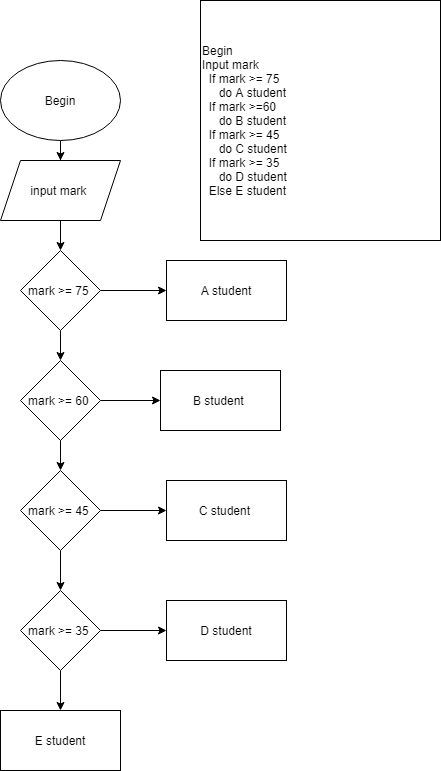 Begin
Input mark
If mark >= 75
do A student
If mark >=60
do B student
If mark >= 45
do C student
If mark >= 35
do D student
Else E student
Begin
input mark
mark >= 75
A student
mark >= 60
B student
mark >= 45
C student
mark >= 35
D student
E student